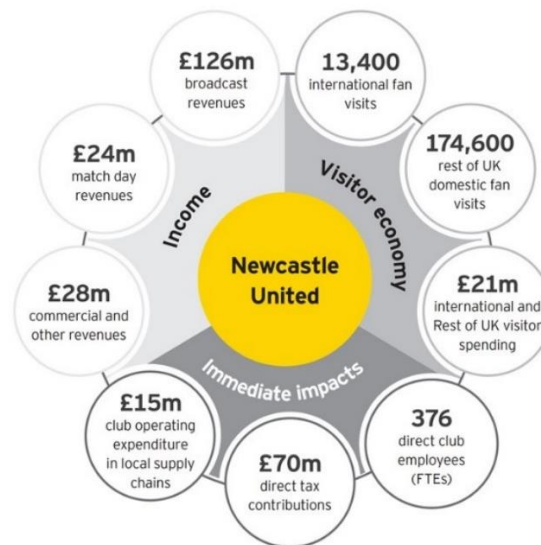 £126m
broadcast
revenues
13,400
international fan
visits
£24m
match day
revenues
174,600
rest of UK
domestic fan
visits
Income
Visitor economy
Newcastle
United
£28m
commercial and
other revenues
£21m
international and
Rest of UK visitor
spending
Immediate impacts
£15m
club operating
expenditure
in local supply
chains
£70m
direct tax
contributions
376
direct club
employees
(FTEs)